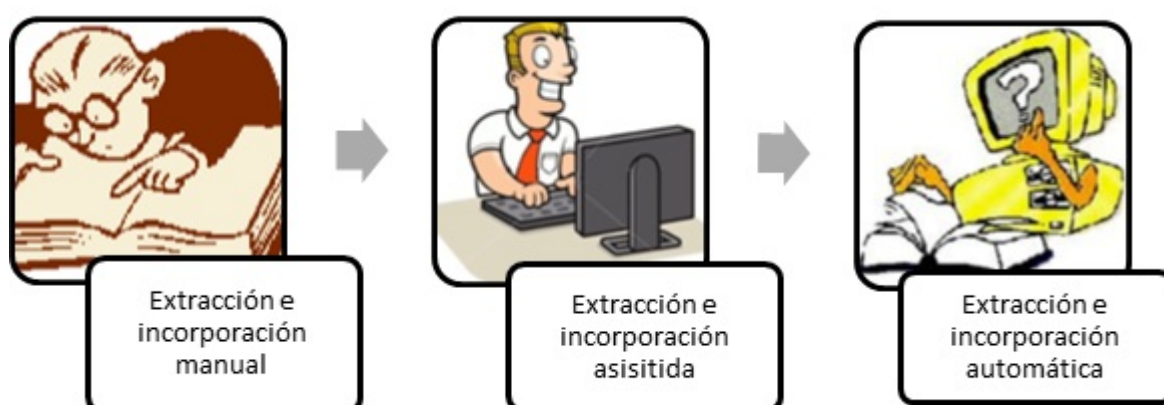 Extracción e
incorporación
manual
Extracción e
incorporación
asisitida
Extracción e
incorporación
automática
?